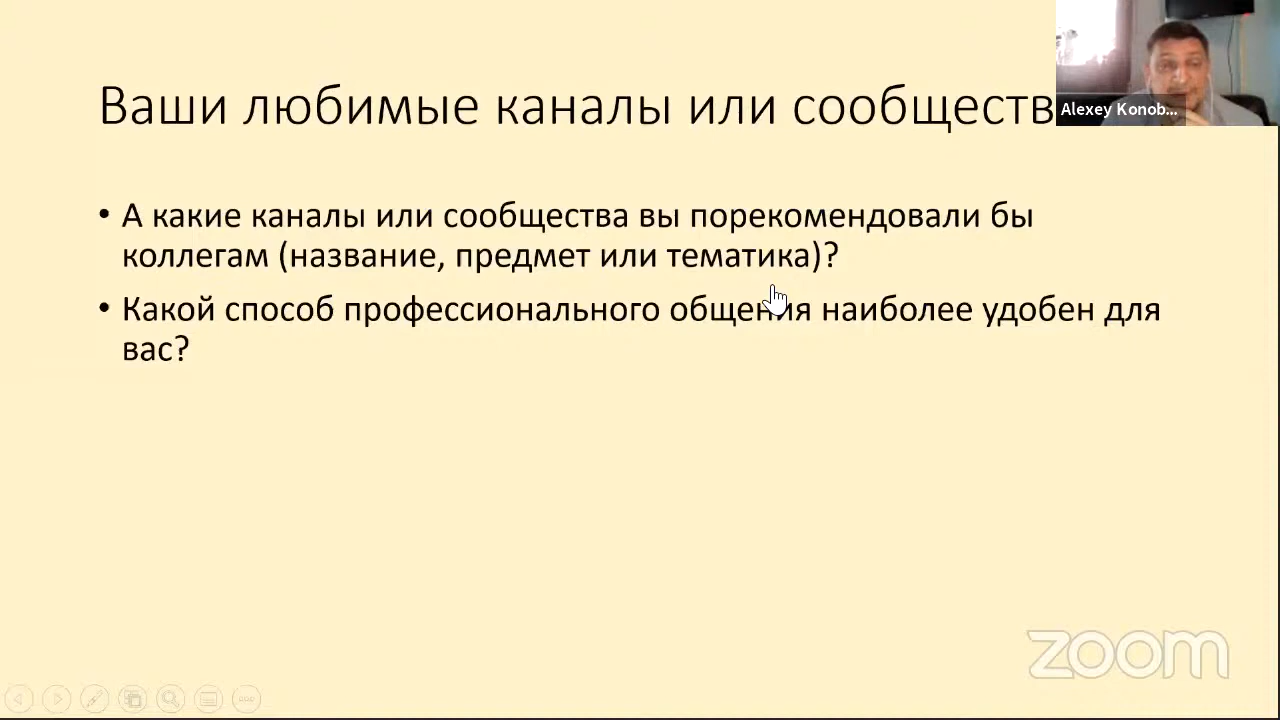 Ваши любимые каналы или сообществ
Alexey Konob...
• А какие каналы или сообщества вы порекомендовали бы
коллегам (название, предмет или тематика)?
• Какой способ профессионального общения наиболее удобен для
вас?
zoom